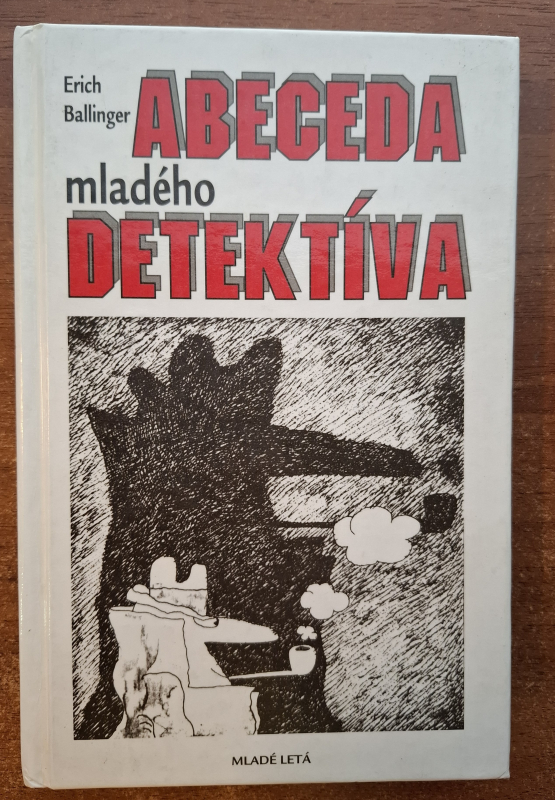 Erich
Ballinger
ABECEDA
mladého
DETEKTÍVA
MLADÉ LETÁ